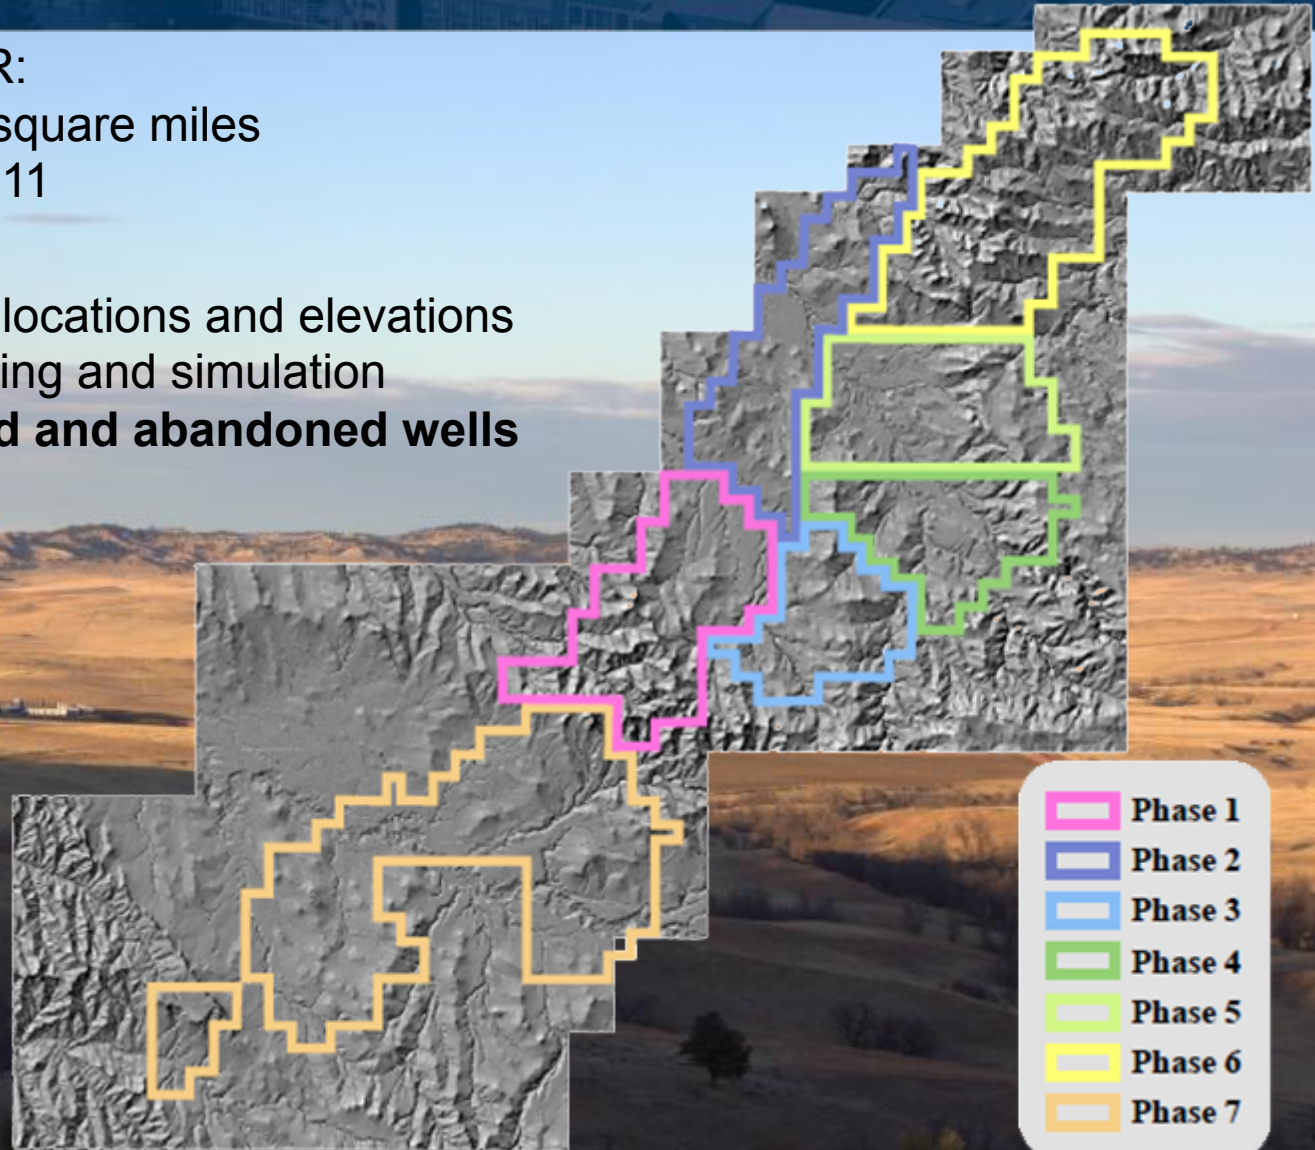 R:
square miles
11
locations and elevations
ing and simulation
d and abandoned wells
Phase 1
Phase 2
Phase 3
Phase 4
Phase 5
Phase 6
Phase 7